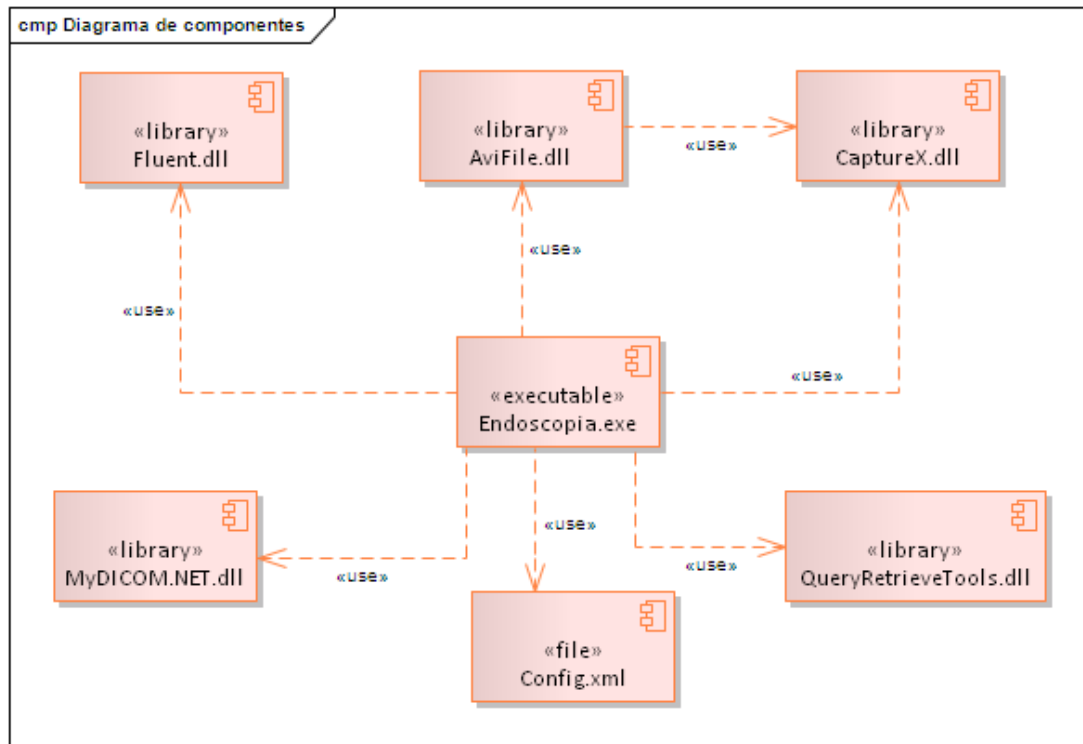 cmp Diagrama de componentes
«library»
Fluent.dll
«library»
AviFile.dll
«use»
«library»
CaptureX.dll
«use»
«use»
«use»
«executable»
Endoscopia.exe
«library»
MyDICOM.NET.dll
«use»
«use»
«use»
«library»
QueryRetrieveTools.dll
«file»
Config.xml